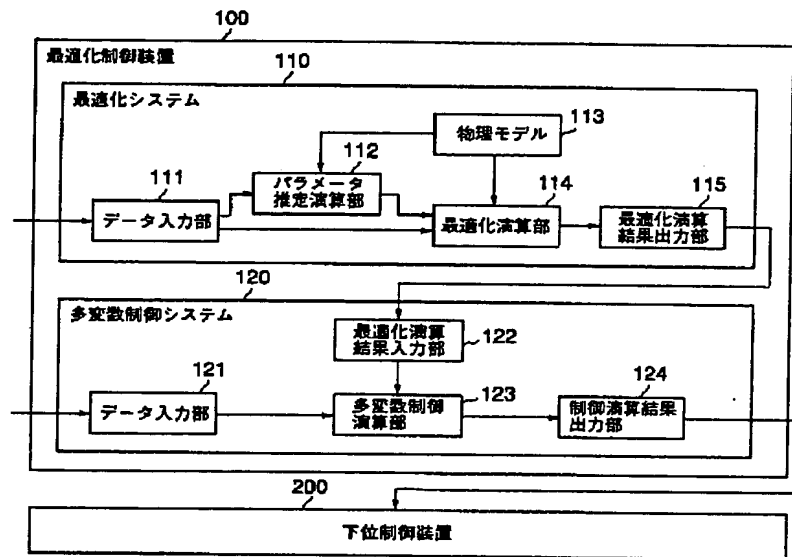 100
最適化制御装置
110
最適化システム
物理モデル
113
112
パラメータ
推定演算部
111
データ入力部
114
最適化演算部
115
最適化演算
結果出力部
120
多変数制御システム
最適化演算
結果入力部
122
121
データ入力部
多変数制御
演算部
123
124
制御演算結果
出力部
200
下位制御装置